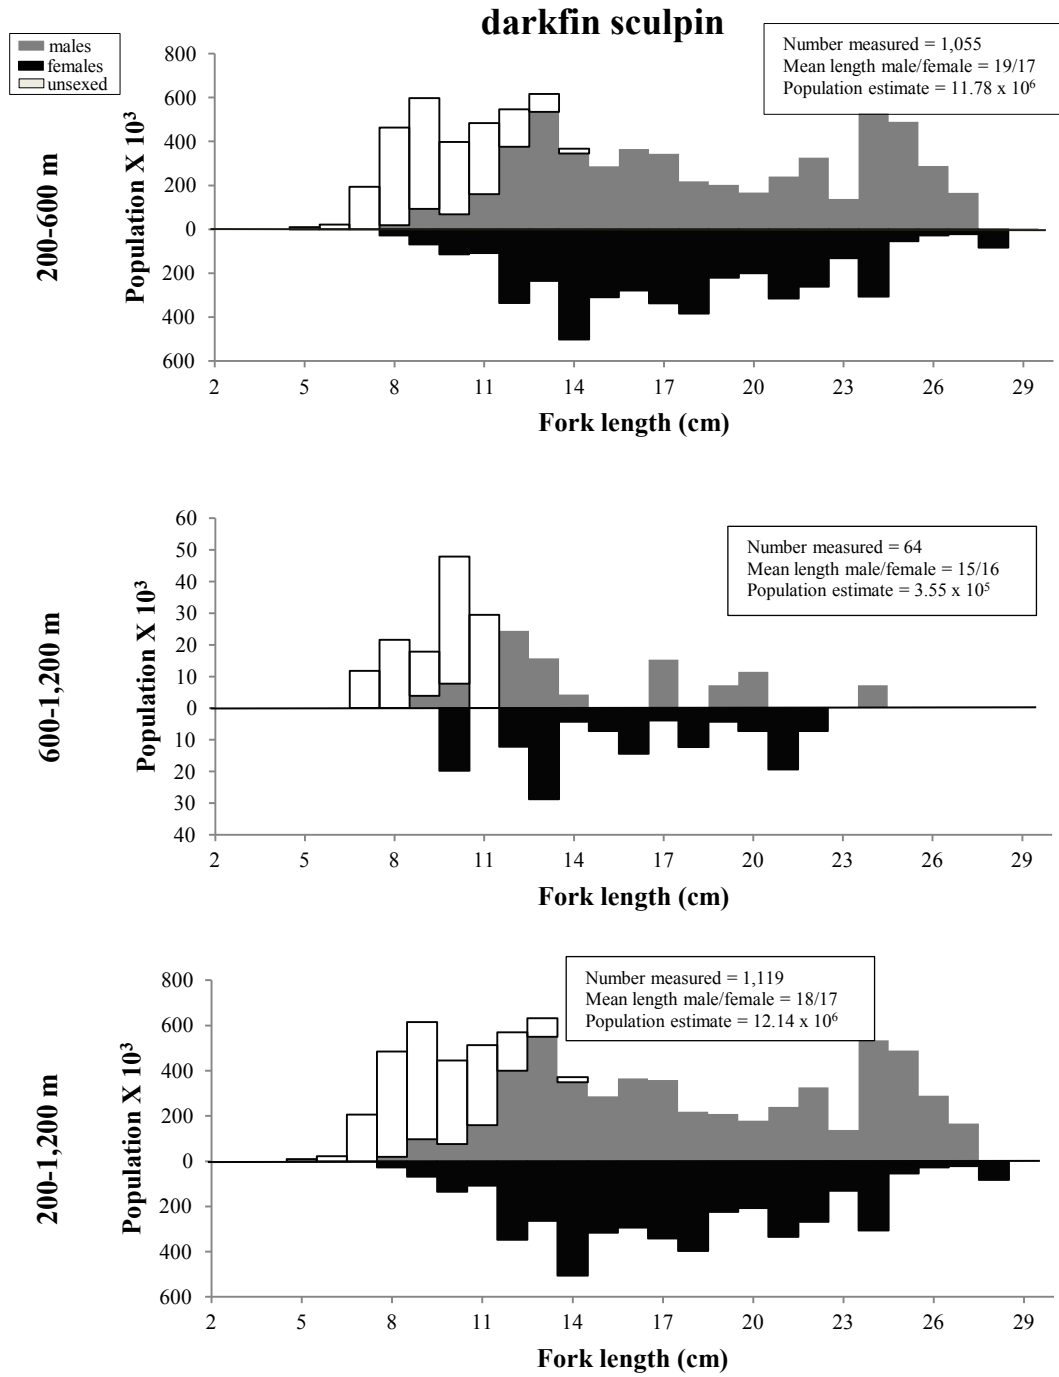 darkfin sculpin
males
females
unsexed
Number measured = 1,055
Mean length male/female = 19/17
Population estimate = 11.78 x 10⁶
200-600 m
Population X 10³
800
600
400
200
0
200
400
600
2 5 8 11 14 17 20 23 26 29
Fork length (cm)
Number measured = 64
Mean length male/female = 15/16
Population estimate = 3.55 x 10⁵
600-1,200 m
Population X 10³
60
50
40
30
20
10
0
10
20
30
40
2 5 8 11 14 17 20 23 26 29
Fork length (cm)
Number measured = 1,119
Mean length male/female = 18/17
Population estimate = 12.14 x 10⁶
200-1,200 m
Population X 10³
800
600
400
200
0
200
400
600
2 5 8 11 14 17 20 23 26 29
Fork length (cm)